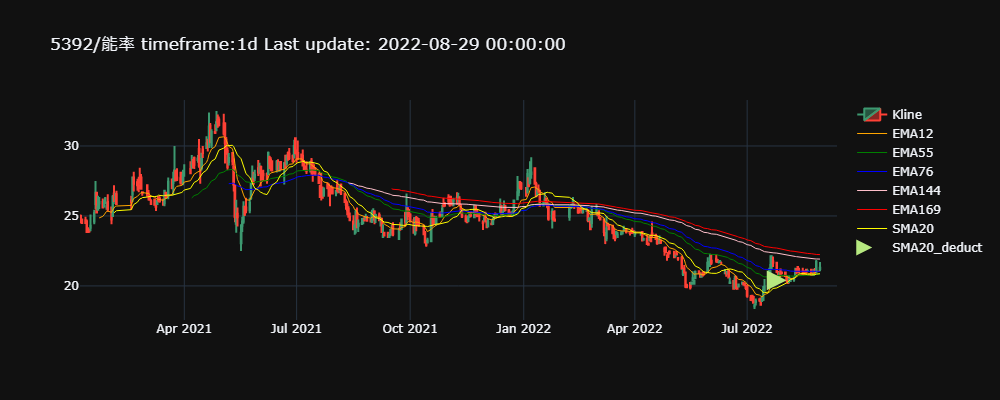 5392/能率 timeframe:1d Last update: 2022-08-29 00:00:00
30
25
20
Apr 2021
Jul 2021
Oct 2021
Jan 2022
Apr 2022
Jul 2022
Kline
EMA12
EMA55
EMA76
EMA144
EMA169
SMA20
SMA20_deduct